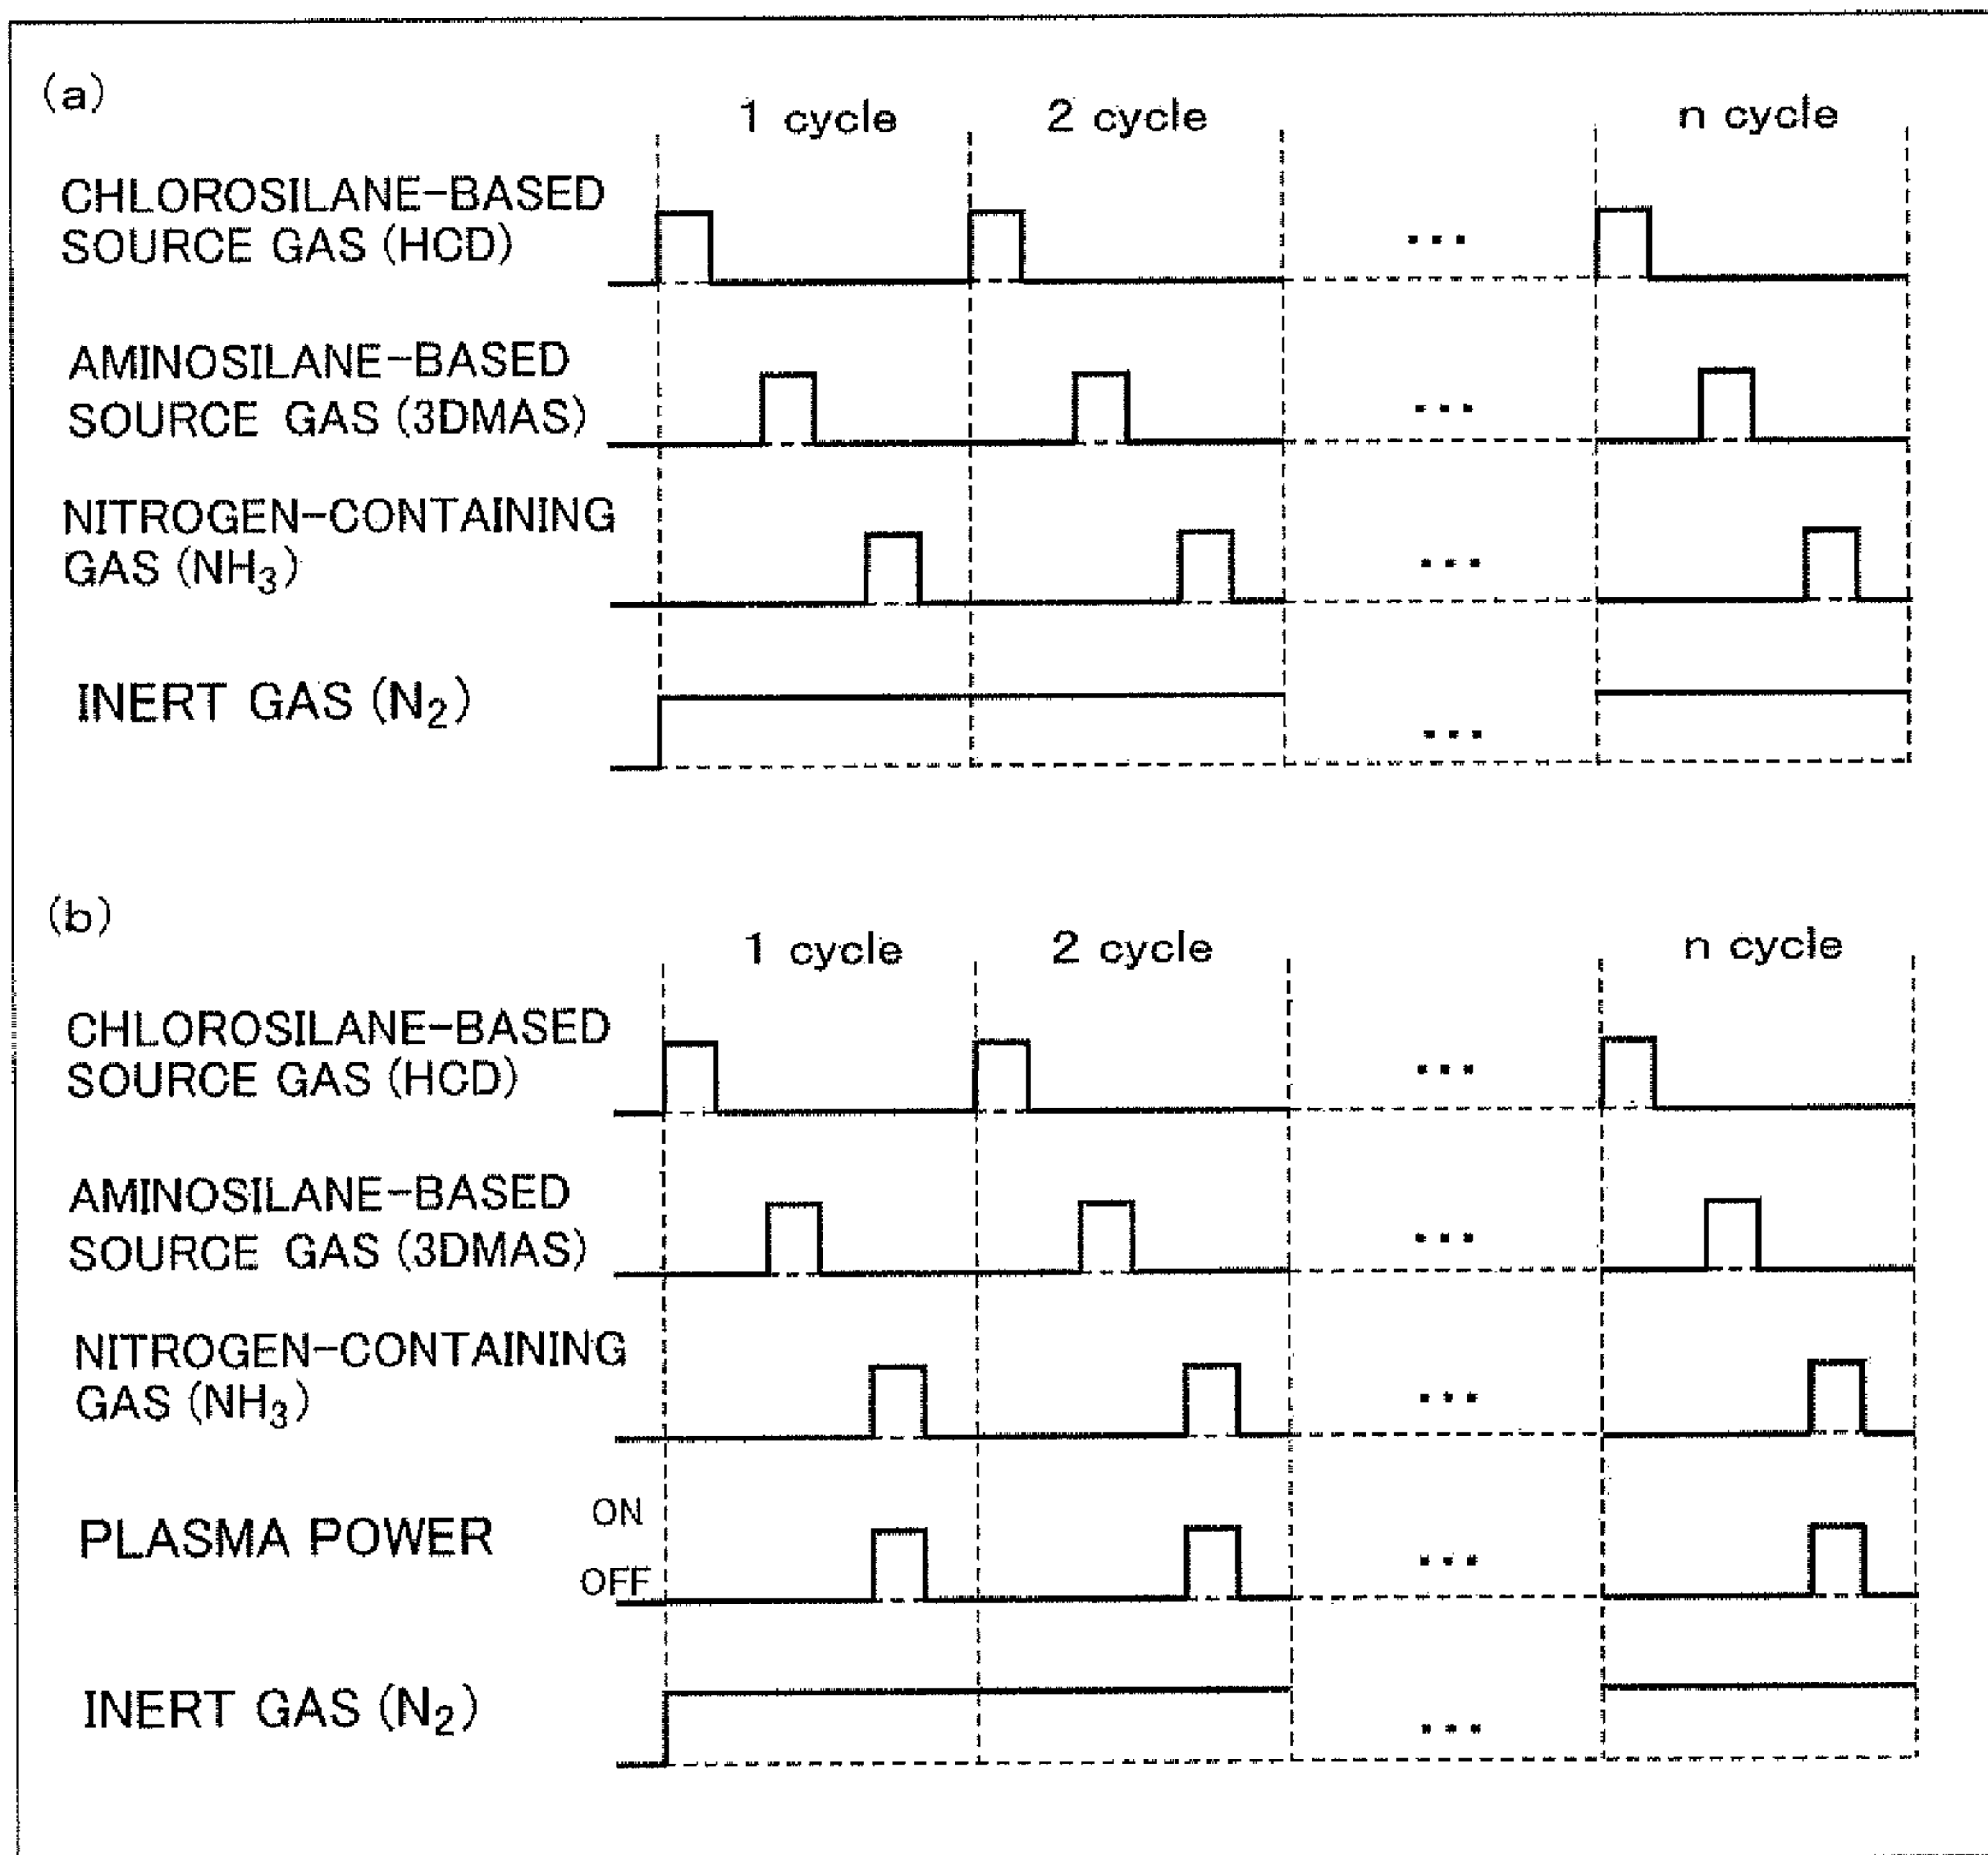 (a)
1 cycle 2 cycle n cycle
CHLOROSILANE-BASED
SOURCE GAS (HCD)
...
AMINOSILANE-BASED
SOURCE GAS (3DMAS)
...
NITROGEN-CONTAINING
GAS (NH₃)
...
INERT GAS (N₂)
...
(b)
1 cycle 2 cycle n cycle
CHLOROSILANE-BASED
SOURCE GAS (HCD)
...
AMINOSILANE-BASED
SOURCE GAS (3DMAS)
...
NITROGEN-CONTAINING
GAS (NH₃)
...
ON
PLASMA POWER
...
OFF
INERT GAS (N₂)
...